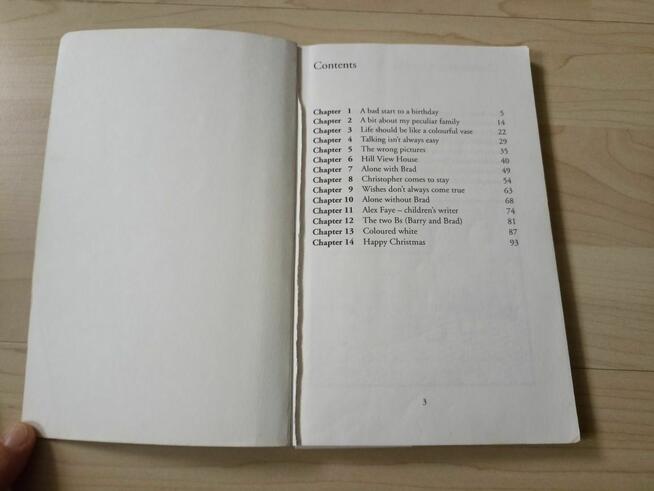 Contents
Chapter 1 A bad start to a birthday 5
Chapter 2 A bit about my peculiar family 14
Chapter 3 Life should be like a colourful vase 22
Chapter 4 Talking isn't always easy 29
Chapter 5 The wrong pictures 35
Chapter 6 Hill View House 40
Chapter 7 Alone with Brad 49
Chapter 8 Christopher comes to stay 54
Chapter 9 Wishes don't always come true 63
Chapter 10 Alone without Brad 68
Chapter 11 Alex Faye – children's writer 74
Chapter 12 The two Bs (Barry and Brad) 81
Chapter 13 Coloured white 87
Chapter 14 Happy Christmas 93
3